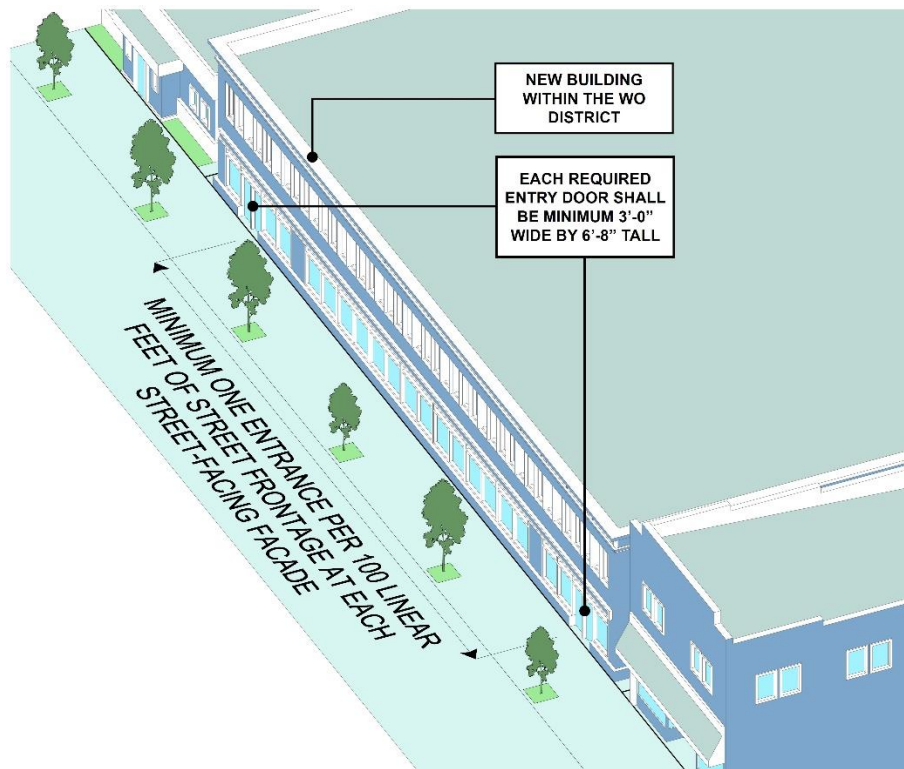 NEW BUILDING
WITHIN THE WO
DISTRICT
EACH REQUIRED
ENTRY DOOR SHALL
BE MINIMUM 3'-0"
WIDE BY 6'-8" TALL
MINIMUM ONE ENTRANCE PER 100 LINEAR
FEET OF STREET FRONTAGE AT EACH
STREET-FACING FACADE